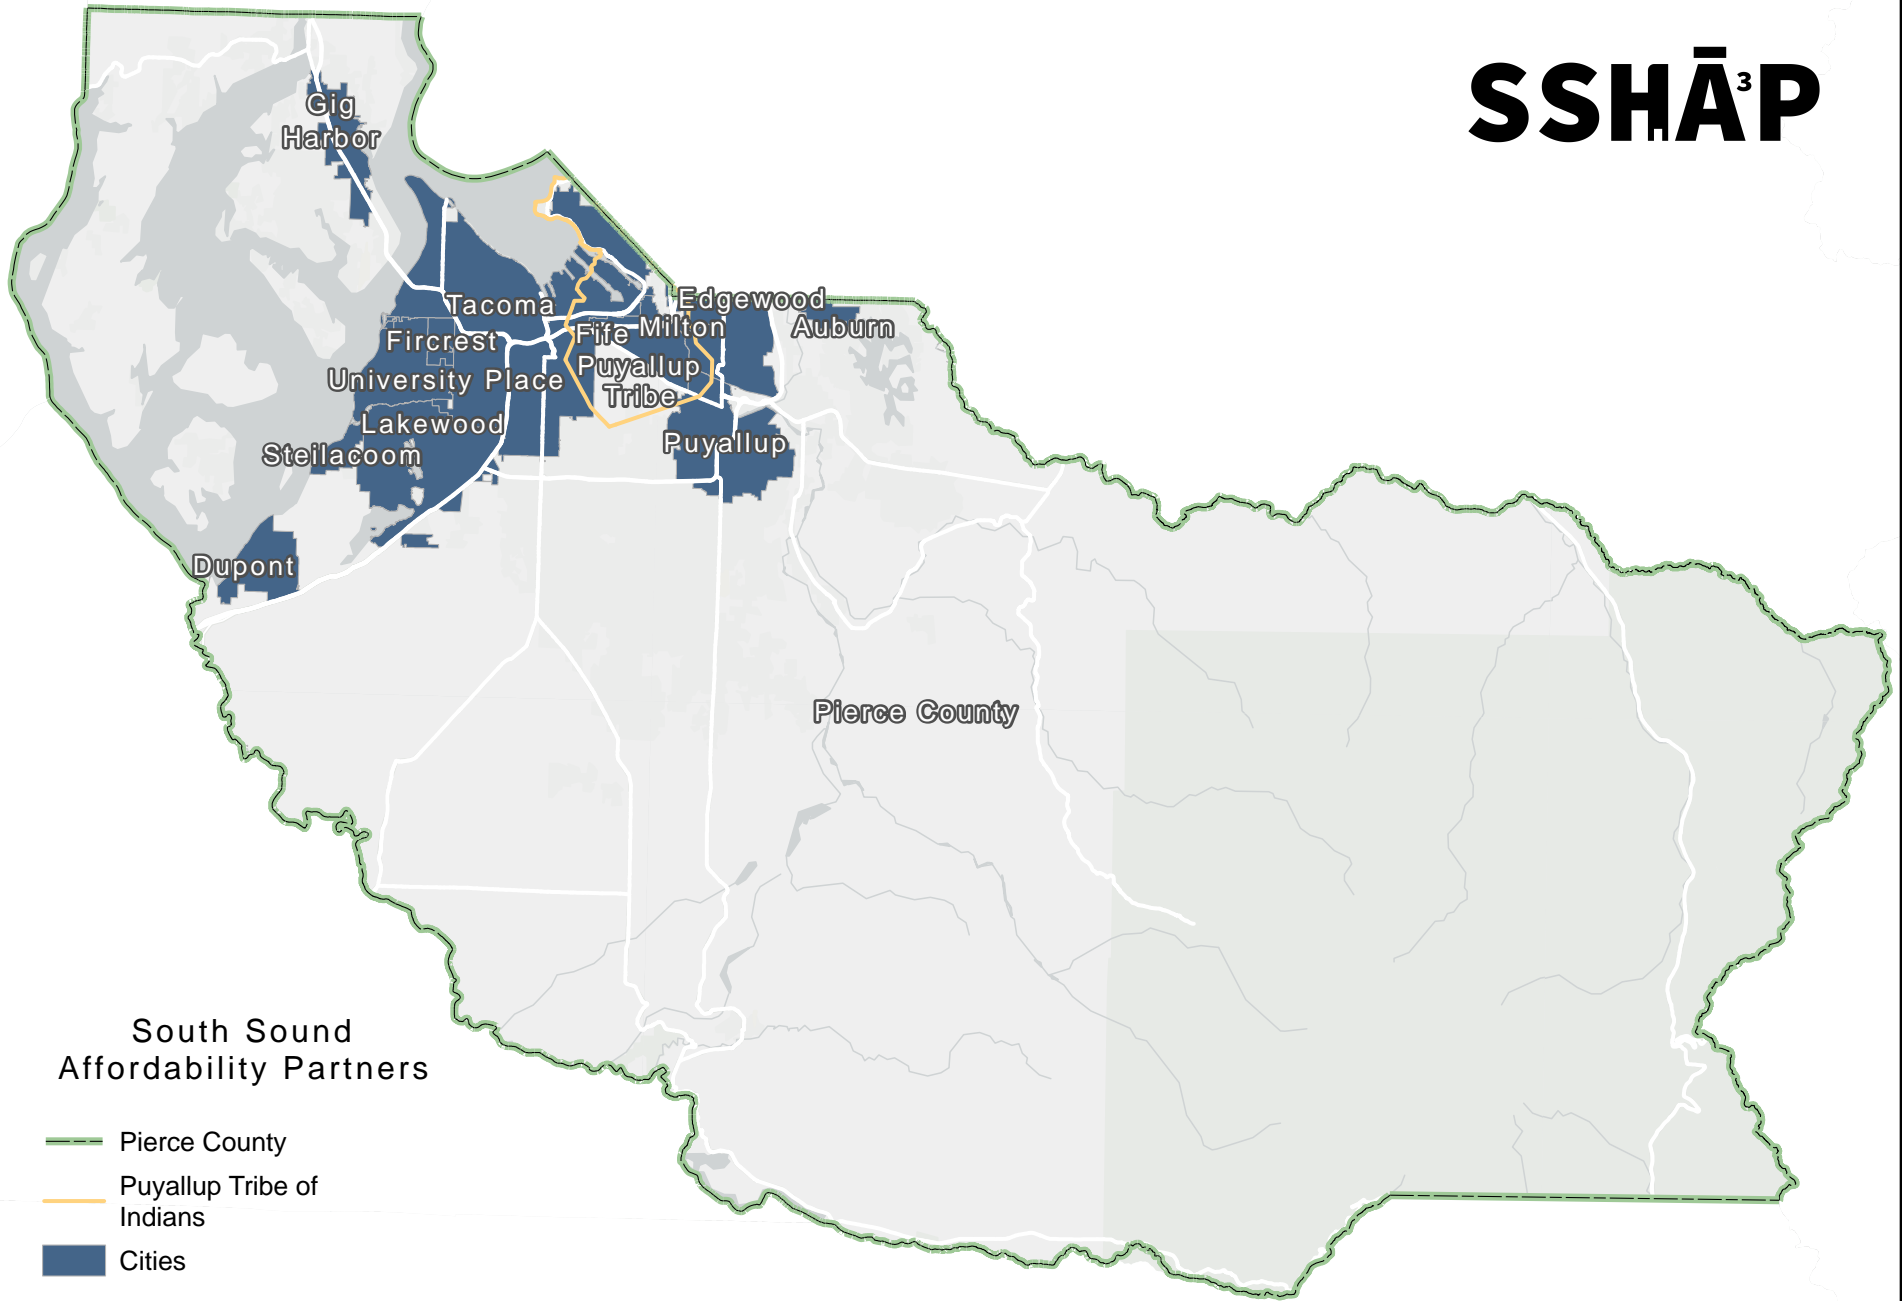 SSHĀ³P
Gig
Harbor
Tacoma
Edgewood
Auburn
Fircrest
Fife
Milton
University Place
Puyallup
Tribe
Lakewood
Steilacoom
Puyallup
Dupont
Pierce County
South Sound
Affordability Partners
Pierce County
Puyallup Tribe of
Indians
Cities